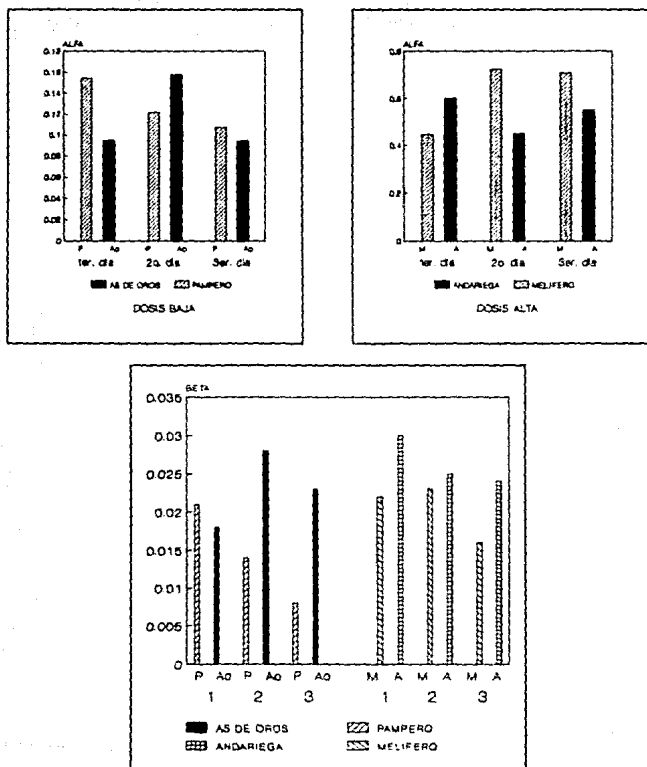 ALFA
0.18
0.16
0.14
0.12
0.1
0.08
0.06
0.04
0.02
0
P Ao P Ao P Ao
1er. dia 2o. dia 3er. dia
AS DE OROS PAMPERO
DOSIS BAJA
ALFA
0.8
0.6
0.4
0.2
0
M A M A M A
1er. dia 2o dia 3er. dia
ANDARIEGA MELIFERO
DOSIS ALTA
BETA
0.035
0.03
0.025
0.02
0.015
0.01
0.005
0
P Ao P Ao P Ao M A M A M A
1 2 3 1 2 3
AS DE OROS PAMPERO
ANDARIEGA MELIFERO